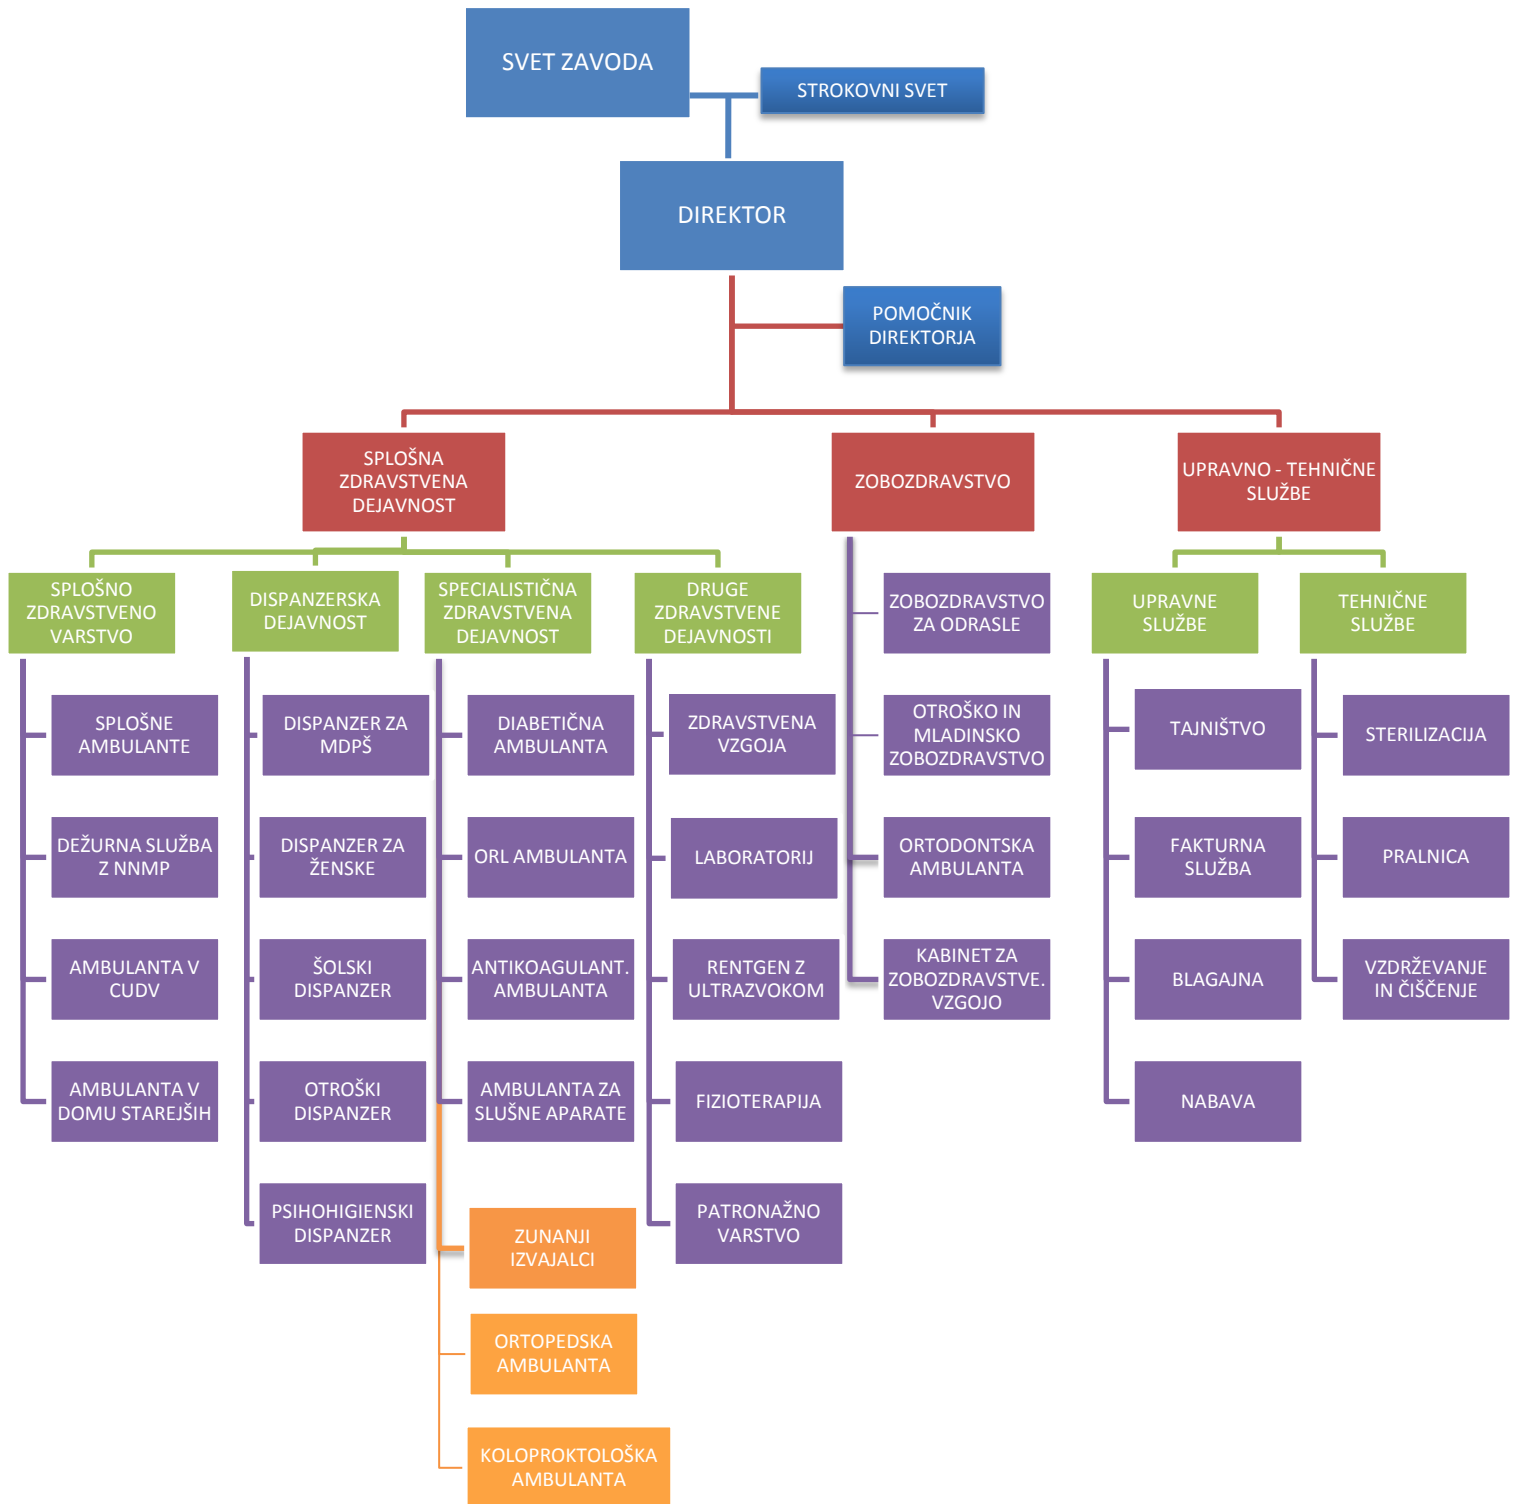 SVET ZAVODA
STROKOVNI SVET
DIREKTOR
POMOČNIK
DIREKTORJA
SPLOŠNA
ZDRAVSTVENA
DEJAVNOST
ZOBOZDRAVSTVO
UPRAVNO - TEHNIČNE
SLUŽBE
SPLOŠNO
ZDRAVSTVENO
VARSTVO
DISPANZERSKA
DEJAVNOST
SPECIALISTIČNA
ZDRAVSTVENA
DEJAVNOST
DRUGE
ZDRAVSTVENE
DEJAVNOSTI
ZOBOZDRAVSTVO
ZA ODRASLE
UPRAVNE
SLUŽBE
TEHNIČNE
SLUŽBE
SPLOŠNE
AMBULANTE
DISPANZER ZA
MDPŠ
DIABETIČNA
AMBULANTA
ZDRAVSTVENA
VZGOJA
OTROŠKO IN
MLADINSKO
ZOBOZDRAVSTVO
TAJNIŠTVO
STERILIZACIJA
DEŽURNA SLUŽBA
Z NNMP
DISPANZER ZA
ŽENSKE
ORL AMBULANTA
LABORATORIJ
ORTODONTSKA
AMBULANTA
FAKTURNA
SLUŽBA
PRALNICA
AMBULANTA V
CUDV
ŠOLSKI
DISPANZER
ANTIKOAGULANT.
AMBULANTA
RENTGEN Z
ULTRAZVOKOM
KABINET ZA
ZOBOZDRAVSTVE.
VZGOJO
BLAGAJNA
VZDRŽEVANJE
IN ČIŠČENJE
AMBULANTA V
DOMU STAREJŠIH
OTROŠKI
DISPANZER
AMBULANTA ZA
SLUŠNE APARATE
FIZIOTERAPIJA
NABAVA
PSIHOHIGIENSKI
DISPANZER
ZUNANJI
IZVAJALCI
PATRONAŽNO
VARSTVO
ORTOPEDSKA
AMBULANTA
KOLOPROKTOLOŠKA
AMBULANTA